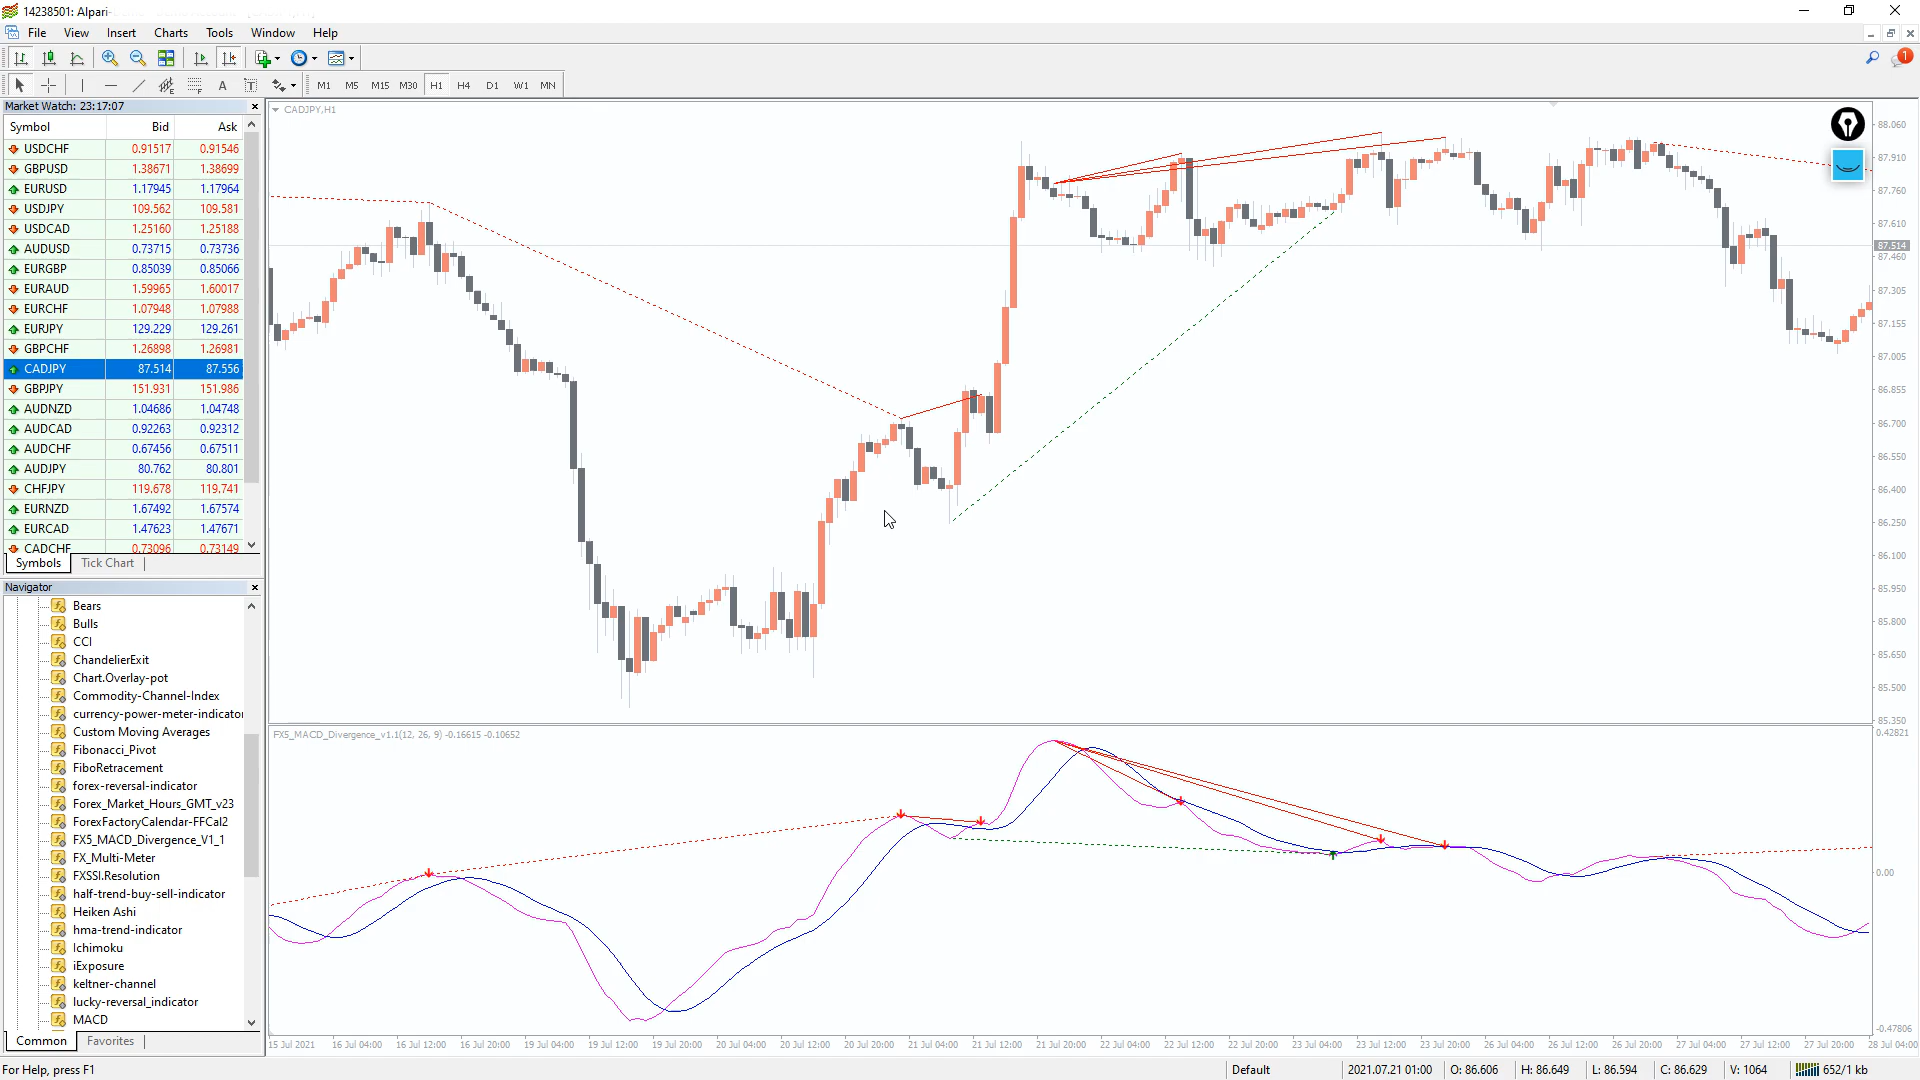 14238501: Alpari
File View Insert Charts Tools Window Help
1
A T M1 M5 M15 M30 H1 H4 D1 W1 MN
Market Watch: 23:17:07
Symbol Bid Ask
USDCHF 0.91517 0.91546
GBPUSD 1.38671 1.38699
EURUSD 1.17945 1.17964
USDJPY 109.562 109.581
USDCAD 1.25160 1.25188
AUDUSD 0.73715 0.73736
EURGBP 0.85039 0.85066
EURAUD 1.59965 1.60017
EURCHF 1.07948 1.07988
EURJPY 129.229 129.261
GBPCHF 1.26898 1.26981
CADJPY 87.514 87.556
GBPJPY 151.931 151.986
AUDNZD 1.04686 1.04748
AUDCAD 0.92263 0.92312
AUDCHF 0.67456 0.67511
AUDJPY 80.762 80.801
CHFJPY 119.678 119.741
EURNZD 1.67492 1.67574
EURCAD 1.47623 1.47671
CADCHF 0.73096 0.73149
Symbols Tick Chart
Navigator
Bears
Bulls
CCI
ChandelierExit
Chart.Overlay-pot
Commodity-Channel-Index
currency-power-meter-indicator
Custom Moving Averages
Fibonacci_Pivot
FiboRetracement
forex-reversal-indicator
Forex_Market_Hours_GMT_v23
ForexFactoryCalendar-FFCal2
FX5_MACD_Divergence_V1_1
FX_Multi-Meter
FXSSI.Resolution
half-trend-buy-sell-indicator
Heiken Ashi
hma-trend-indicator
Ichimoku
iExposure
keltner-channel
lucky-reversal_indicator
MACD
Common Favorites
CADJPY,H1
88.060
87.910
87.760
87.610
87.514
87.460
87.305
87.155
87.005
86.855
86.700
86.550
86.400
86.250
86.100
85.950
85.800
85.650
85.500
85.350
FX5_MACD_Divergence_v1.1(12, 26, 9) -0.16615 -0.10652
0.42821
0.00
-0.47806
15 Jul 2021 16 Jul 04:00 16 Jul 12:00 16 Jul 20:00 19 Jul 04:00 19 Jul 12:00 19 Jul 20:00 20 Jul 04:00 20 Jul 12:00 20 Jul 20:00 21 Jul 04:00 21 Jul 12:00 21 Jul 20:00 22 Jul 04:00 22 Jul 12:00 22 Jul 20:00 23 Jul 04:00 23 Jul 12:00 23 Jul 20:00 26 Jul 04:00 26 Jul 12:00 26 Jul 20:00 27 Jul 04:00 27 Jul 12:00 27 Jul 20:00 28 Jul 04:00
For Help, press F1 Default 2021.07.21 01:00 O: 86.606 H: 86.649 L: 86.594 C: 86.629 V: 1064 652/1 kb